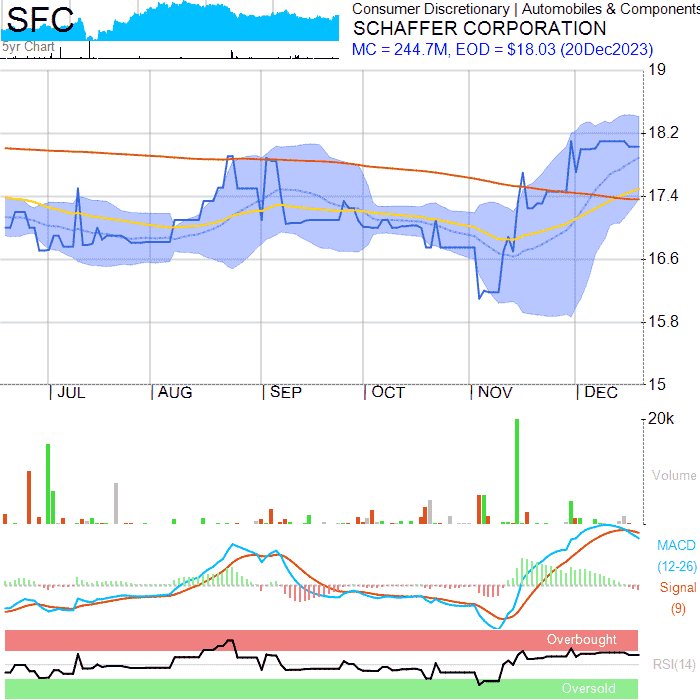 SFC
5yr Chart
Consumer Discretionary | Automobiles & Components
SCHAFFER CORPORATION
MC = 244.7M, EOD = $18.03 (20Dec2023)
19
18.2
17.4
16.6
15.8
15
JUL AUG SEP OCT NOV DEC
20k
Volume
MACD
(12-26)
Signal
(9)
Overbought
RSI(14)
Oversold